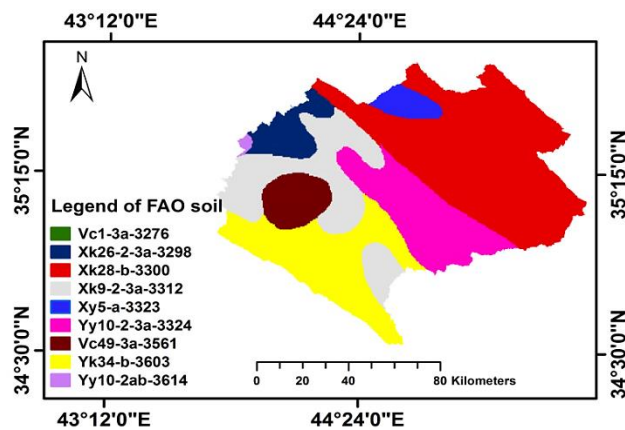 43°12'0"E 44°24'0"E
N
35°15'0"N 35°15'0"N
Legend of FAO soil
Vc1-3a-3276
Xk26-2-3a-3298
Xk28-b-3300
Xk9-2-3a-3312
Xy5-a-3323
Yy10-2-3a-3324
Vc49-3a-3561
Yk34-b-3603
Yy10-2ab-3614
0 20 40 80 Kilometers
34°30'0"N 34°30'0"N
43°12'0"E 44°24'0"E